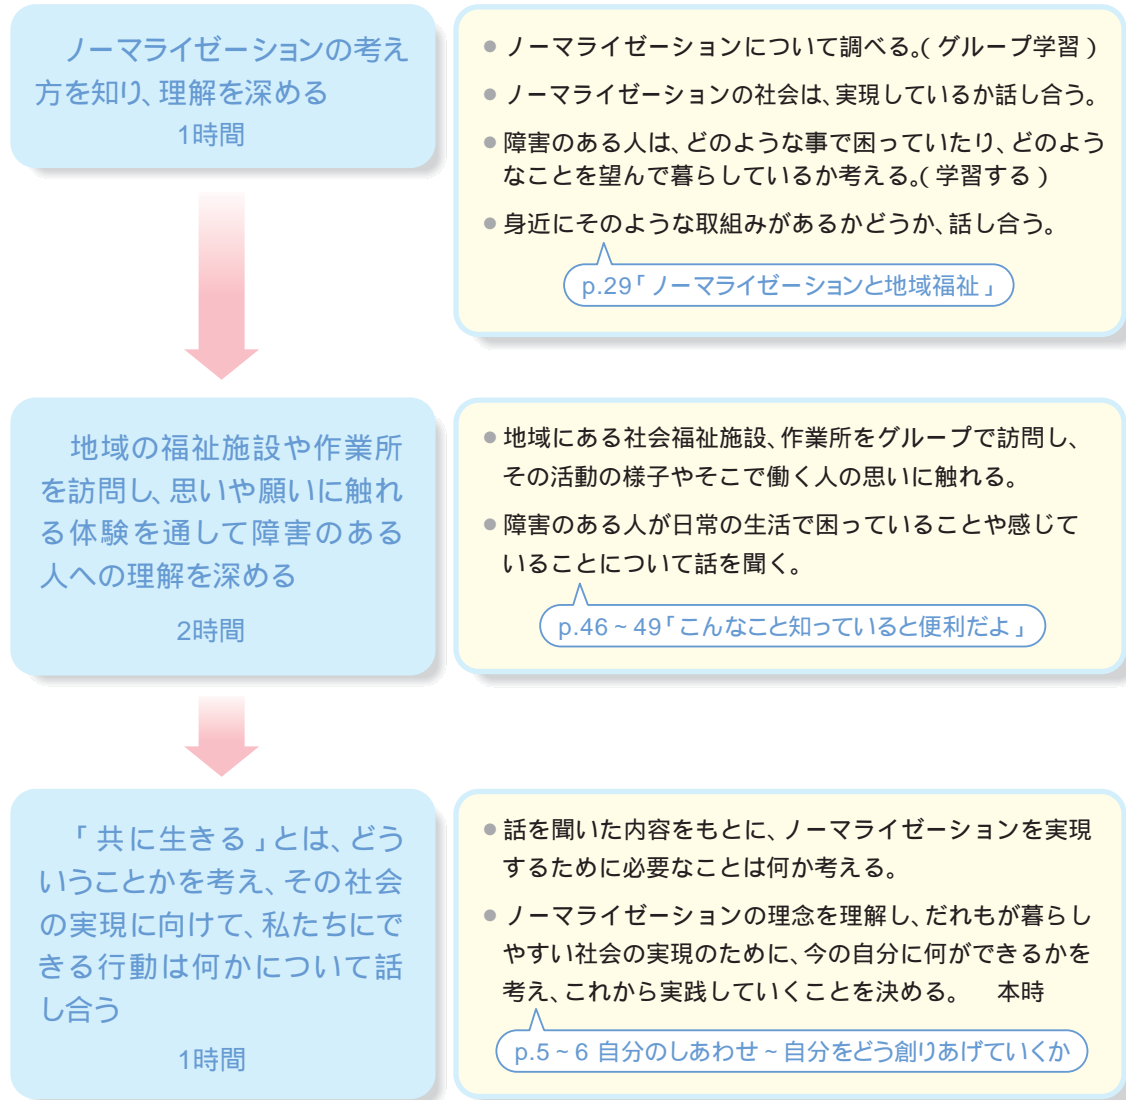 ノーマライゼーションの考え
方を知り、理解を深める
1時間
● ノーマライゼーションについて調べる。(グループ学習)
● ノーマライゼーションの社会は、実現しているか話し合う。
● 障害のある人は、どのような事で困っていたり、どのよう
なことを望んで暮らしているか考える。(学習する)
● 身近にそのような取組みがあるかどうか、話し合う。
p.29「ノーマライゼーションと地域福祉」
地域の福祉施設や作業所
を訪問し、思いや願いに触れ
る体験を通して障害のある
人への理解を深める
2時間
● 地域にある社会福祉施設、作業所をグループで訪問し、
その活動の様子やそこで働く人の思いに触れる。
● 障害のある人が日常の生活で困っていることや感じて
いることについて話を聞く。
p.46~49「こんなこと知っていると便利だよ」
「共に生きる」とは、どう
いうことかを考え、その社会
の実現に向けて、私たちにで
きる行動は何かについて話
し合う
1時間
● 話を聞いた内容をもとに、ノーマライゼーションを実現
するために必要なことは何か考える。
● ノーマライゼーションの理念を理解し、だれもが暮らし
やすい社会の実現のために、今の自分に何ができるかを
考え、これから実践していくことを決める。 本時
p.5~6 自分のしあわせ~自分をどう創りあげていくか